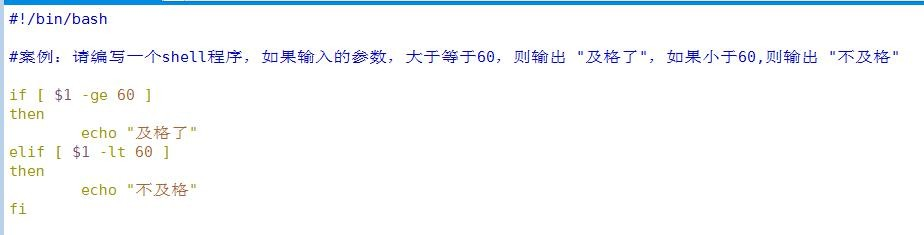 #!/bin/bash
#案例：请编写一个shell程序，如果输入的参数，大于等于60，则输出 "及格了"，如果小于60,则输出 "不及格"
if [ $1 -ge 60 ]
then
        echo "及格了"
elif [ $1 -lt 60 ]
then
        echo "不及格"
fi